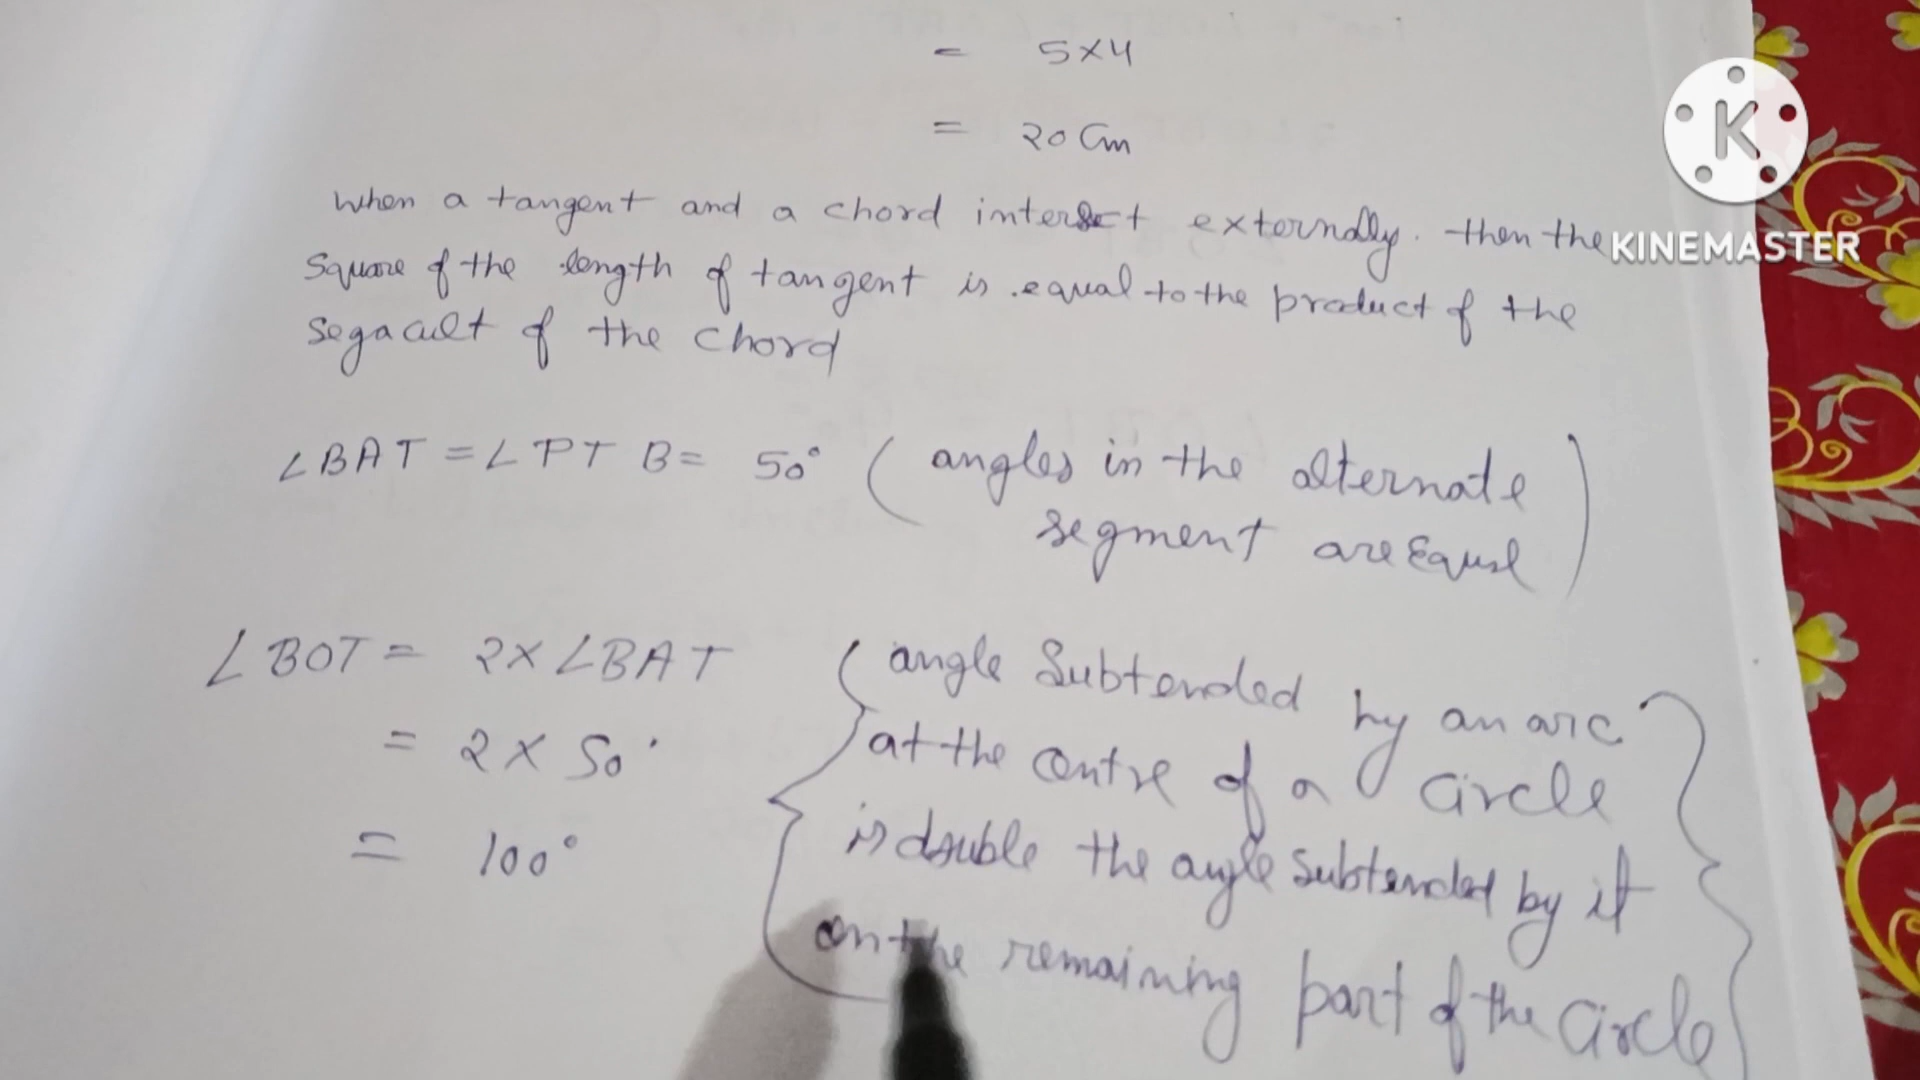 = 5×4
= 20 Cm
When a tangent and a chord intersect externally. then the
Square of the length of tangent is equal to the product of the
segacult of the chord
∠BAT = ∠PTB = 50° (angles in the alternate
segment are Equal)
∠BOT = 2×∠BAT {angle Subtended by an arc
= 2 × 50° at the centre of a Circle
= 100° is double the angle subtended by it
on the remaining part of the Circle}
K
KINEMASTER